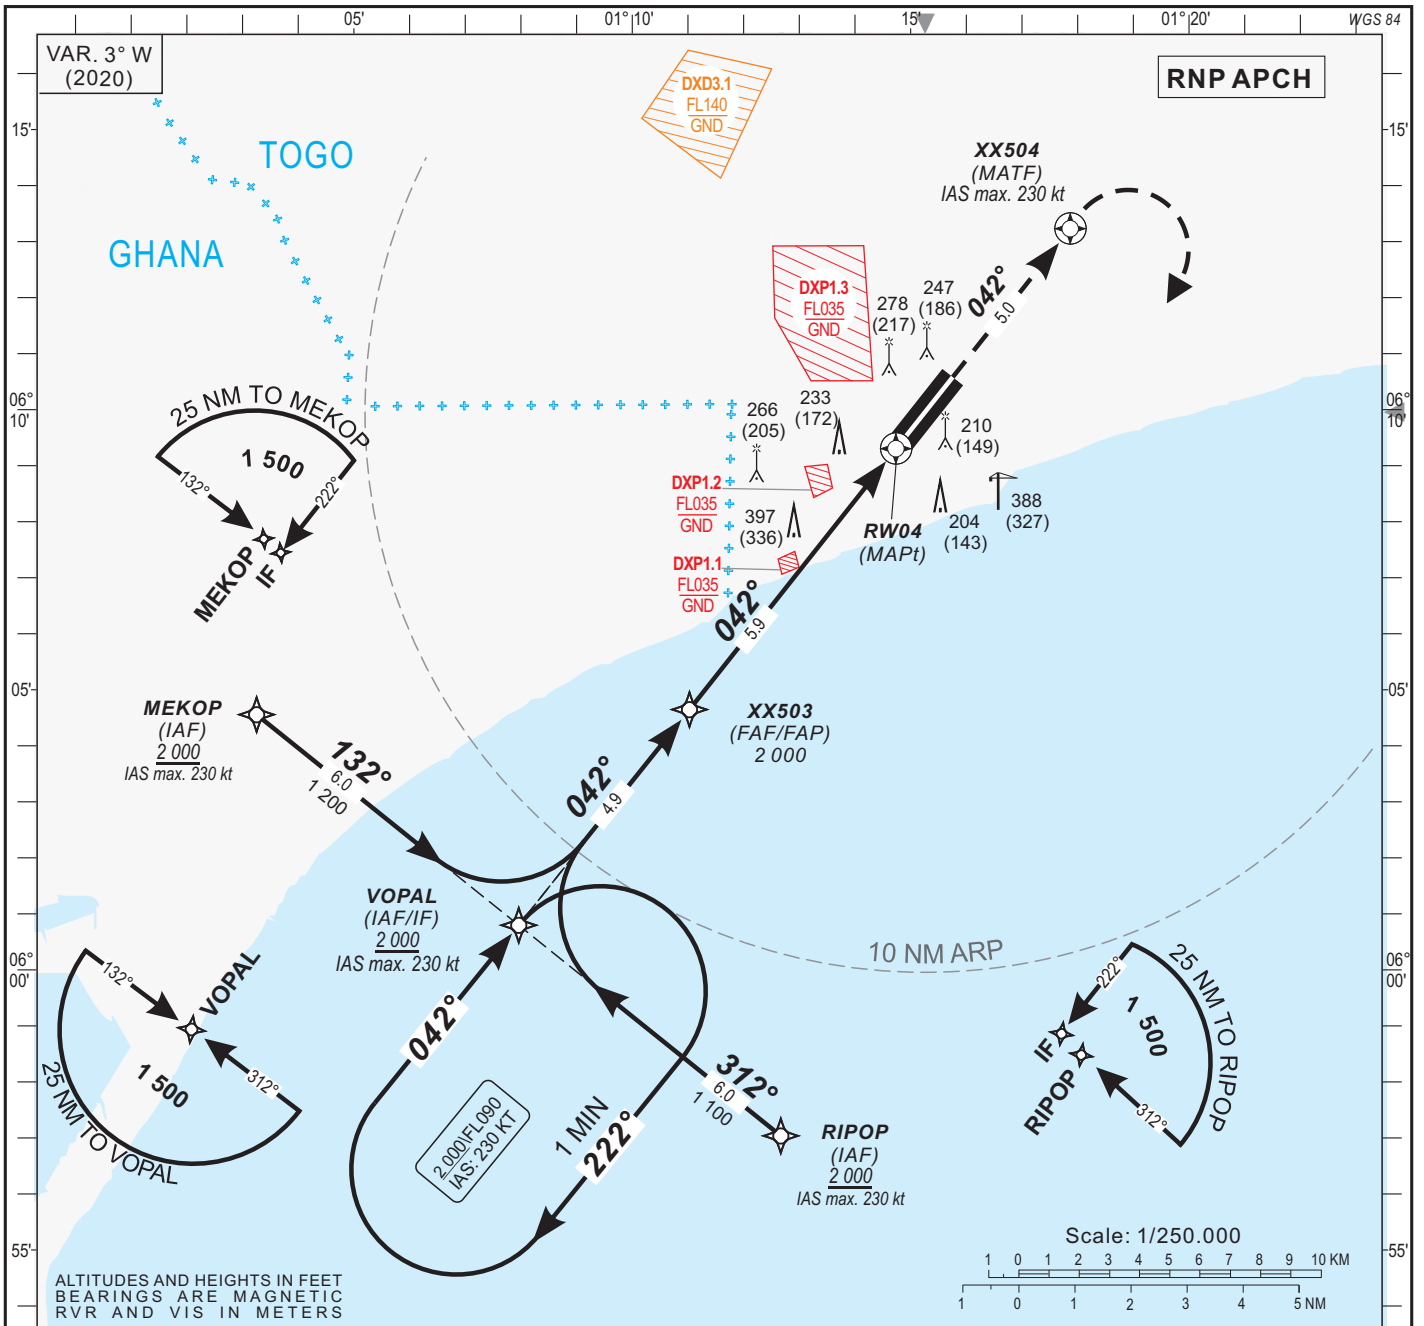 05'
01° 10'
15'
01° 20'
WGS 84
VAR. 3° W
(2020)
RNP APCH
DXD3.1
FL140
GND
15'
15'
TOGO
GHANA
XX504
(MATF)
IAS max. 230 kt
DXP1.3
FL035
GND
278
(217)
247
(186)
042°
5.0
06°
10'
06°
10'
25 NM TO MEKOP
1 500
132°
222°
MEKOP
IF
266
(205)
233
(172)
210
(149)
DXP1.2
FL035
GND
397
(336)
RW04
(MAPt)
204
(143)
388
(327)
DXP1.1
FL035
GND
042°
5.9
05'
05'
MEKOP
(IAF)
2 000
IAS max. 230 kt
XX503
(FAF/FAP)
2 000
132°
6.0
1 200
042°
4.9
VOPAL
(IAF/IF)
2 000
IAS max. 230 kt
10 NM ARP
06°
00'
06°
00'
132°
VOPAL
312°
1 500
25 NM TO VOPAL
042°
222°
25 NM TO RIPOP
1 500
IF
RIPOP
312°
312°
6.0
1 100
2 000\FL090
IAS: 230 KT
1 MIN
222°
RIPOP
(IAF)
2 000
IAS max. 230 kt
55'
55'
Scale: 1/250.000
1 0 1 2 3 4 5 6 7 8 9 10 KM
1 0 1 2 3 4 5 NM
ALTITUDES AND HEIGHTS IN FEET
BEARINGS ARE MAGNETIC
RVR AND VIS IN METERS